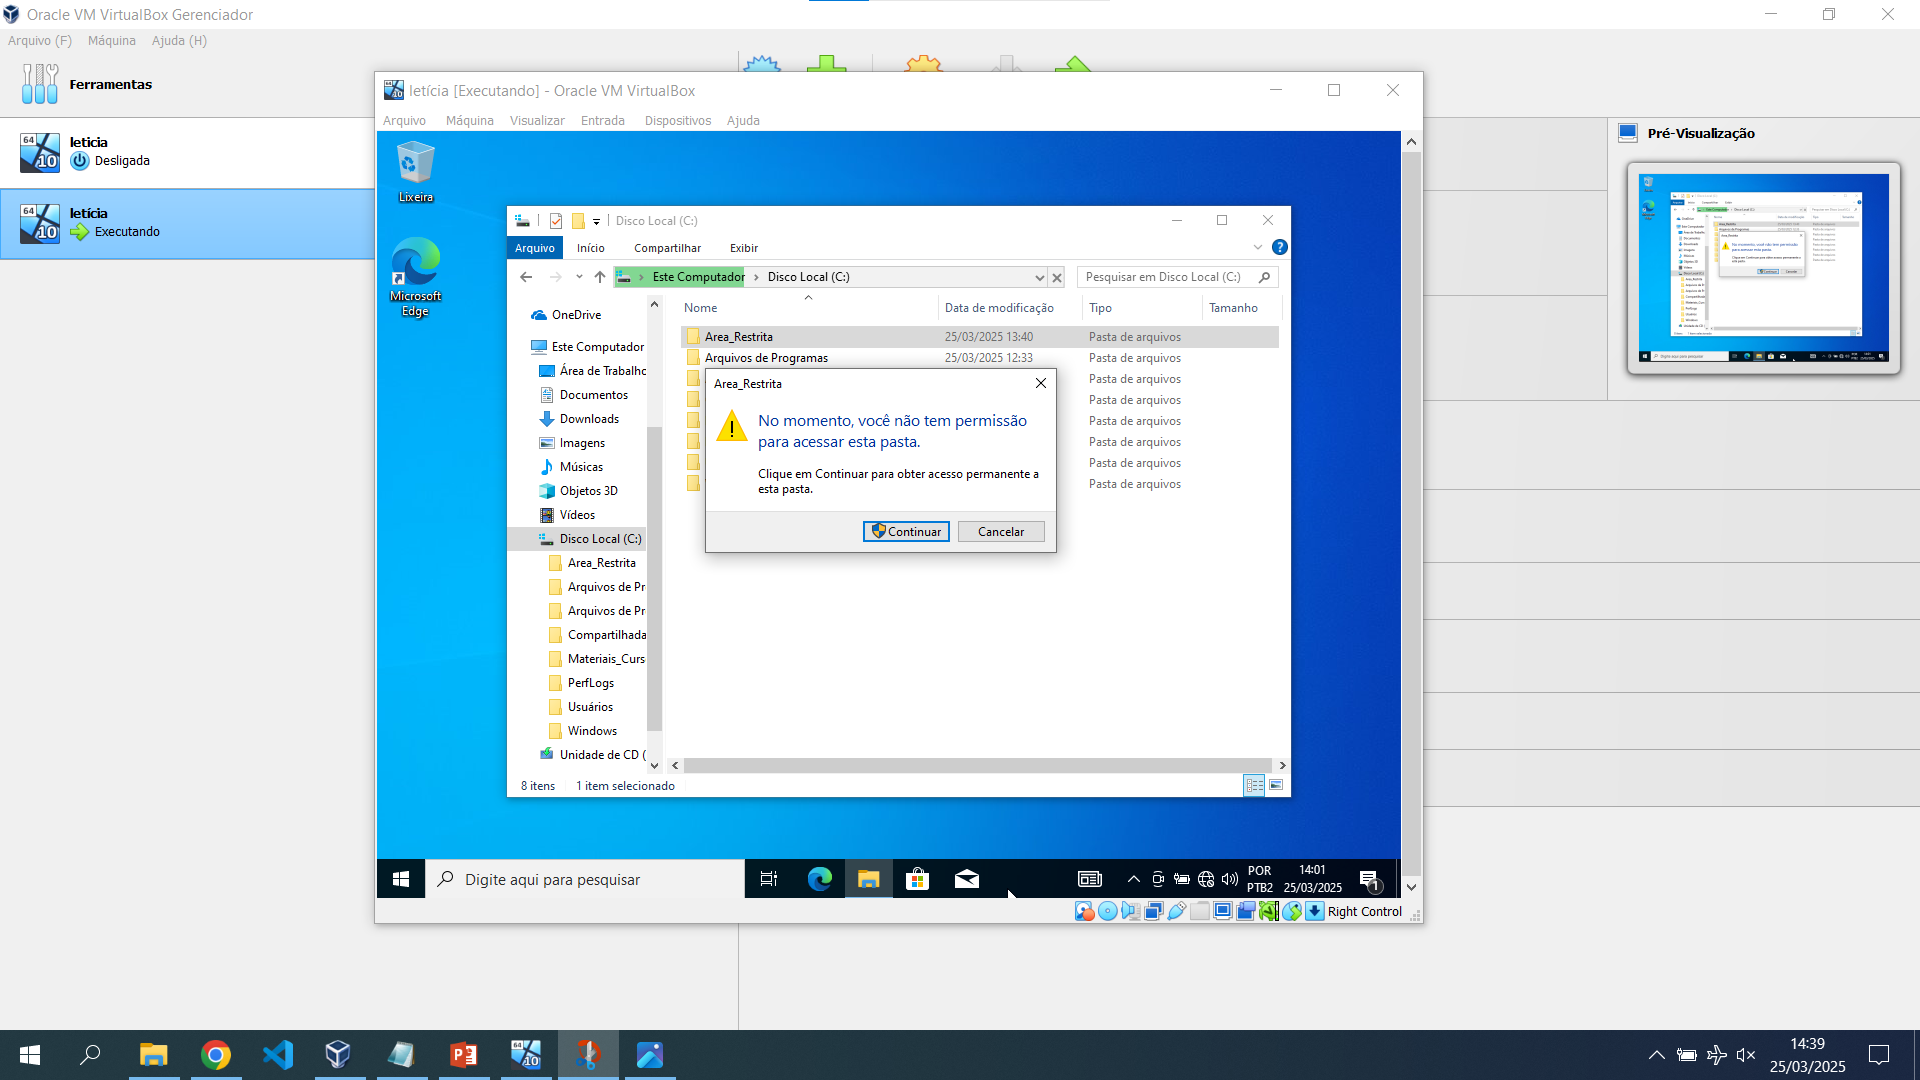 Oracle VM VirtualBox Gerenciador
Arquivo (F) Máquina Ajuda (H)
Ferramentas
leticia
Desligada
letícia
Executando
Pré-Visualização
letícia [Executando] - Oracle VM VirtualBox
Arquivo Máquina Visualizar Entrada Dispositivos Ajuda
Lixeira
Microsoft
Edge
Disco Local (C:)
Arquivo Início Compartilhar Exibir
Este Computador Disco Local (C:)
Pesquisar em Disco Local (C:)
OneDrive
Este Computador
Área de Trabalho
Documentos
Downloads
Imagens
Músicas
Objetos 3D
Vídeos
Disco Local (C:)
Area_Restrita
Arquivos de Pr
Arquivos de Pr
Compartilhada
Materiais_Curs
PerfLogs
Usuários
Windows
Unidade de CD (
Nome Data de modificação Tipo Tamanho
Area_Restrita 25/03/2025 13:40 Pasta de arquivos
Arquivos de Programas 25/03/2025 12:33 Pasta de arquivos
Pasta de arquivos
Pasta de arquivos
Pasta de arquivos
Pasta de arquivos
Pasta de arquivos
Pasta de arquivos
Area_Restrita
No momento, você não tem permissão
para acessar esta pasta.
Clique em Continuar para obter acesso permanente a
esta pasta.
Continuar Cancelar
8 itens 1 item selecionado
Digite aqui para pesquisar
POR
PTB2
14:01
25/03/2025
1
Right Control
14:39
25/03/2025